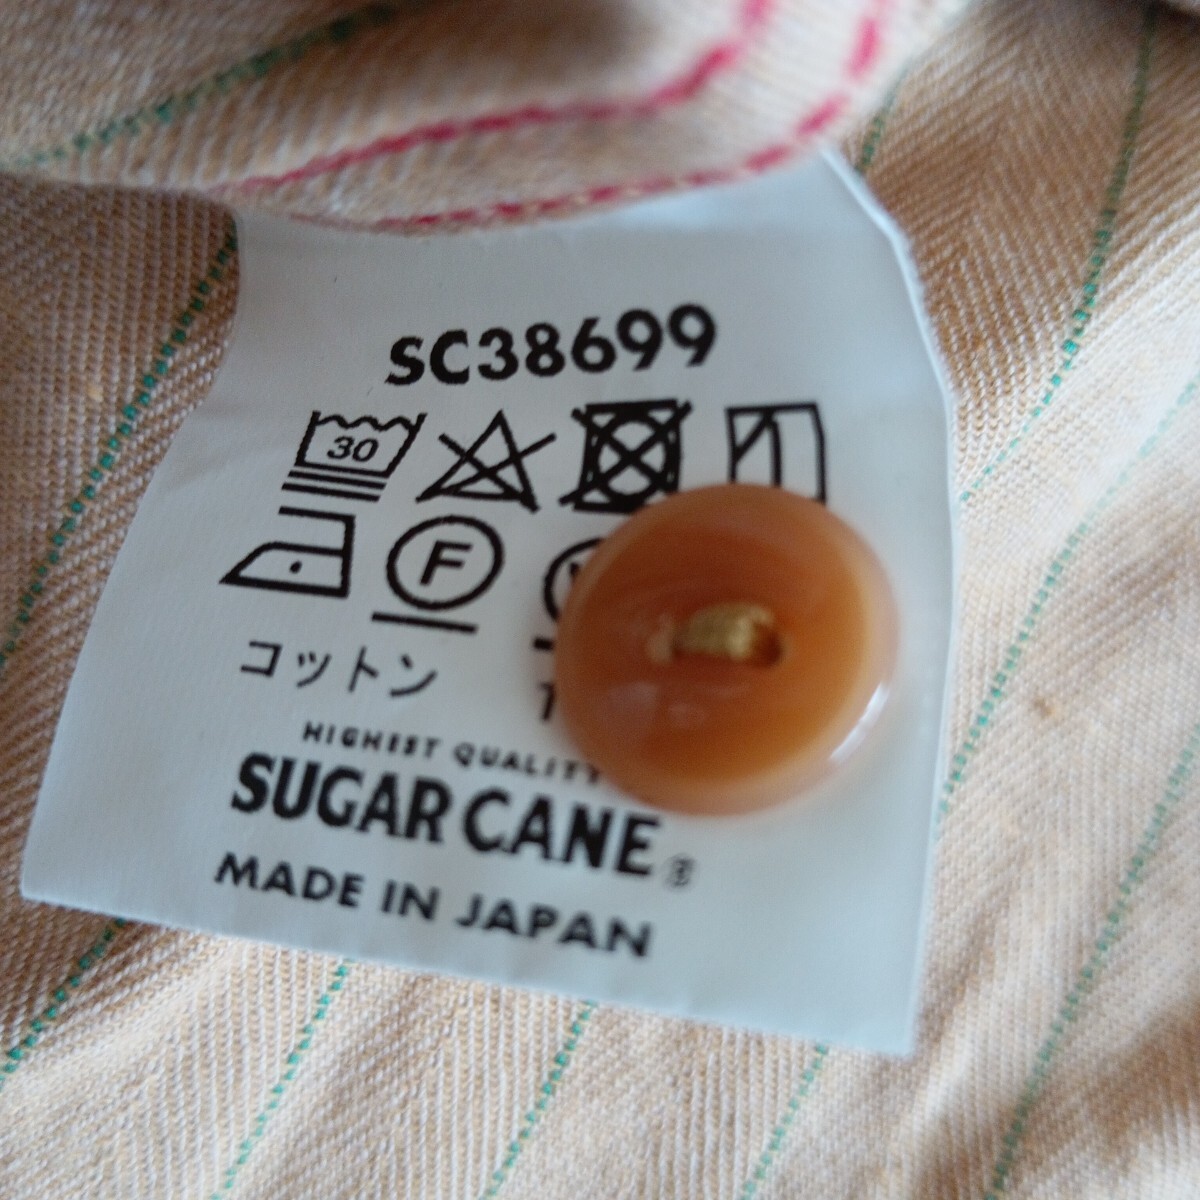 SC38699
30
F
コットン
HIGHEST QUALITY
SUGAR CANE®
MADE IN JAPAN